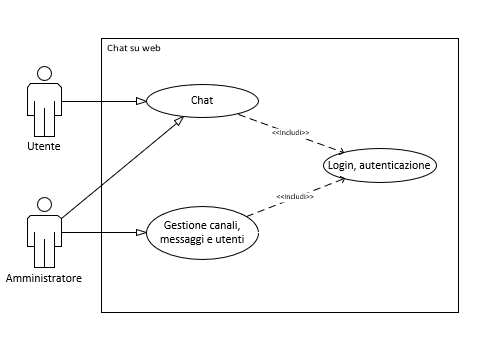 Chat su web
Chat
<<Includi>>
Utente
Login, autenticazione
<<Includi>>
Gestione canali,
messaggi e utenti
Amministratore